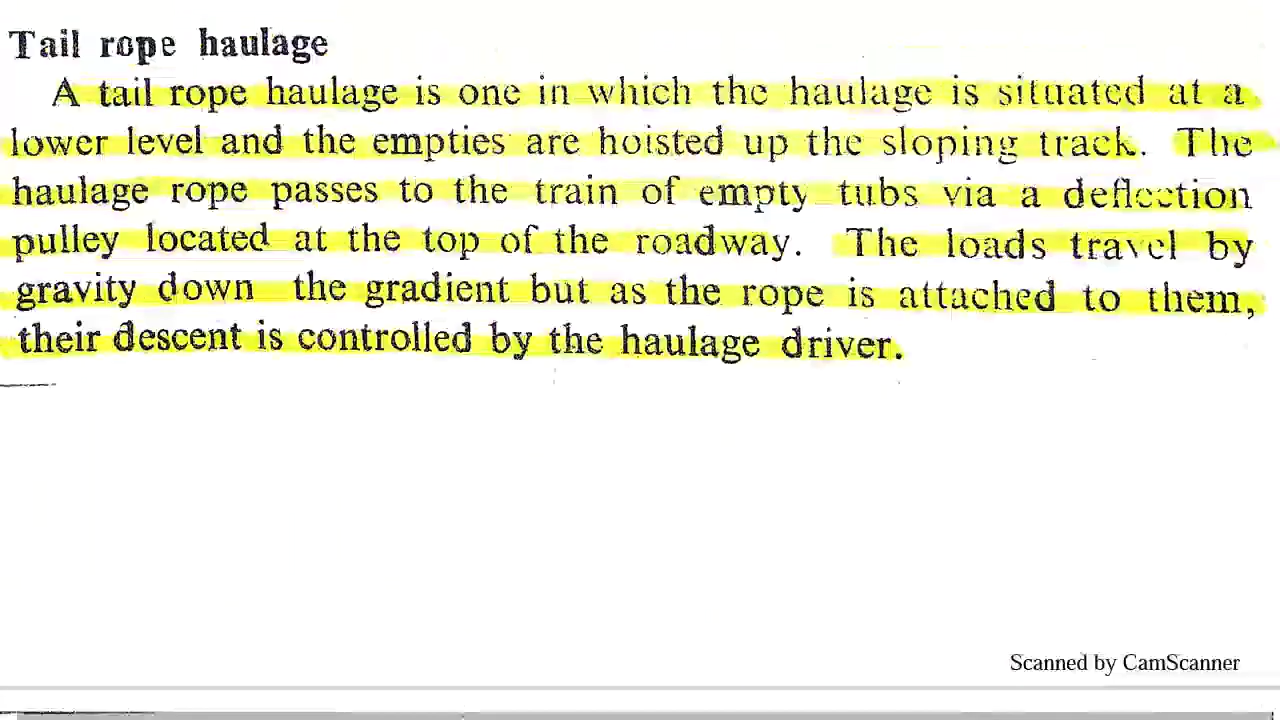 Tail rope haulage
A tail rope haulage is one in which the haulage is situated at a
lower level and the empties are hoisted up the sloping track. The
haulage rope passes to the train of empty tubs via a deflection
pulley located at the top of the roadway. The loads travel by
gravity down the gradient but as the rope is attached to them,
their descent is controlled by the haulage driver.
Scanned by CamScanner